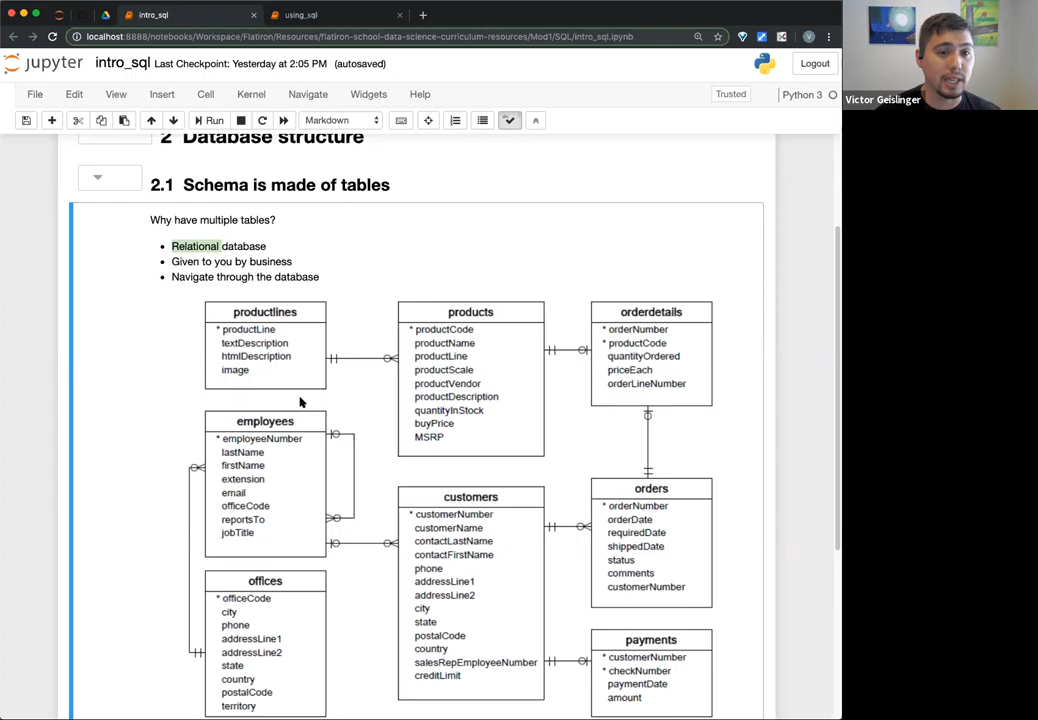 intro_sql
using_sql
localhost:8888/notebooks/Workspace/Flatiron/Resources/flatiron-school-data-science-curriculum-resources/Mod1/SQL/intro_sql.ipynb
V
jupyter intro_sql Last Checkpoint: Yesterday at 2:05 PM (autosaved)
Logout
File Edit View Insert Cell Kernel Navigate Widgets Help
Trusted
Python 3
Run
Markdown
Victor Geislinger
2 Database structure
2.1 Schema is made of tables
Why have multiple tables?
• Relational database
• Given to you by business
• Navigate through the database
productlines
* productLine
textDescription
htmlDescription
image
products
* productCode
productName
productLine
productScale
productVendor
productDescription
quantityInStock
buyPrice
MSRP
orderdetails
* orderNumber
* productCode
quantityOrdered
priceEach
orderLineNumber
employees
* employeeNumber
lastName
firstName
extension
email
officeCode
reportsTo
jobTitle
customers
* customerNumber
customerName
contactLastName
contactFirstName
phone
addressLine1
addressLine2
city
state
postalCode
country
salesRepEmployeeNumber
creditLimit
orders
* orderNumber
orderDate
requiredDate
shippedDate
status
comments
customerNumber
offices
* officeCode
city
phone
addressLine1
addressLine2
state
country
postalCode
territory
payments
* customerNumber
* checkNumber
paymentDate
amount